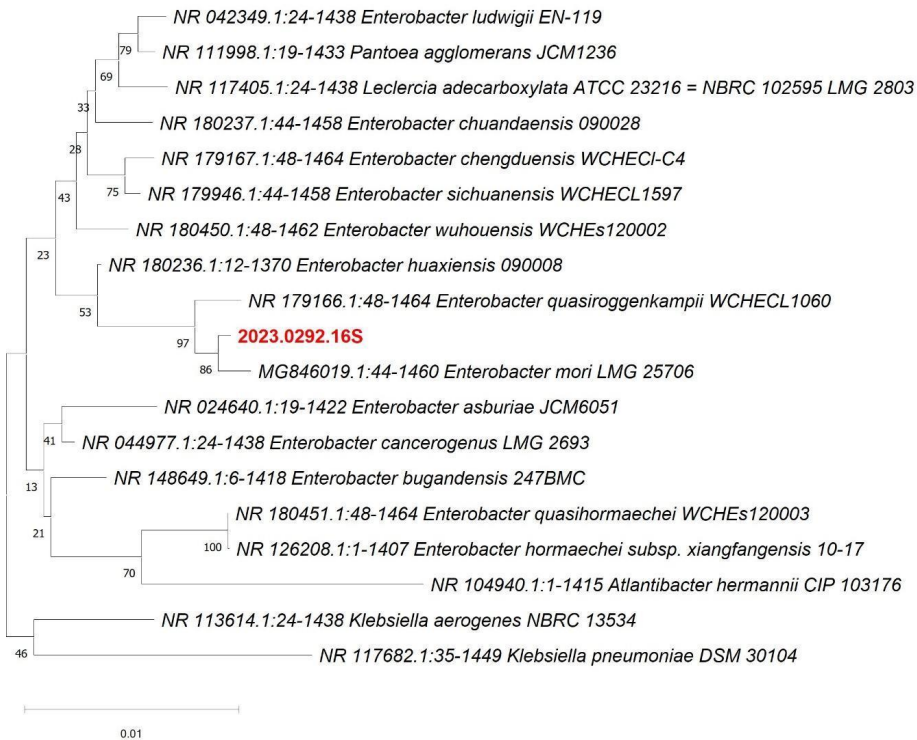 NR 042349.1:24-1438 Enterobacter ludwigii EN-119
79
NR 111998.1:19-1433 Pantoea agglomerans JCM1236
69
NR 117405.1:24-1438 Leclercia adecarboxylata ATCC 23216 = NBRC 102595 LMG 2803
33
NR 180237.1:44-1458 Enterobacter chuandaensis 090028
28
NR 179167.1:48-1464 Enterobacter chengduensis WCHECl-C4
75
NR 179946.1:44-1458 Enterobacter sichuanensis WCHECL1597
43
NR 180450.1:48-1462 Enterobacter wuhouensis WCHEs120002
23
NR 180236.1:12-1370 Enterobacter huaxiensis 090008
NR 179166.1:48-1464 Enterobacter quasiroggenkampii WCHECL1060
53
2023.0292.16S
97
86
MG846019.1:44-1460 Enterobacter mori LMG 25706
NR 024640.1:19-1422 Enterobacter asburiae JCM6051
41
NR 044977.1:24-1438 Enterobacter cancerogenus LMG 2693
NR 148649.1:6-1418 Enterobacter bugandensis 247BMC
13
NR 180451.1:48-1464 Enterobacter quasihormaechei WCHEs120003
21
100
NR 126208.1:1-1407 Enterobacter hormaechei subsp. xiangfangensis 10-17
70
NR 104940.1:1-1415 Atlantibacter hermannii CIP 103176
NR 113614.1:24-1438 Klebsiella aerogenes NBRC 13534
46
NR 117682.1:35-1449 Klebsiella pneumoniae DSM 30104
0.01